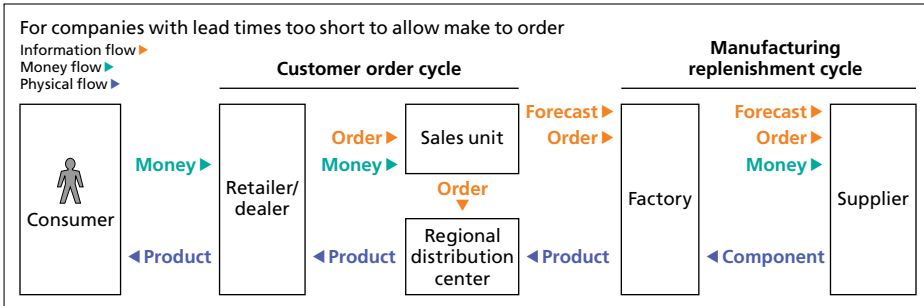 For companies with lead times too short to allow make to order
Information flow ▶
Money flow ▶
Physical flow ▶
Customer order cycle
Manufacturing
replenishment cycle
Consumer
Money ▶
◀ Product
Retailer/
dealer
Order ▶
Money ▶
◀ Product
Sales unit
Order
▼
Regional
distribution
center
Forecast ▶
Order ▶
◀ Product
Factory
Forecast ▶
Order ▶
Money ▶
◀ Component
Supplier